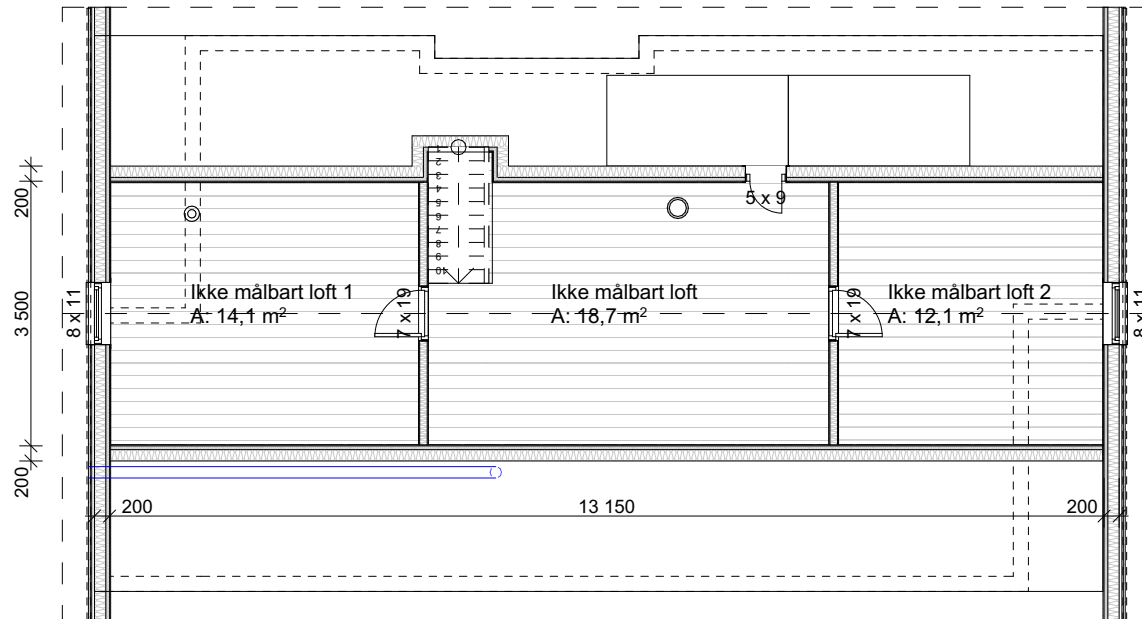 1
2
3
4
5
6
7
8
9
10
5 x 9
200
3 500
200
8 x 11
Ikke målbart loft 1
A: 14,1 m²
7 x 19
Ikke målbart loft
A: 18,7 m²
7 x 19
Ikke målbart loft 2
A: 12,1 m²
8 x 11
200
13 150
200